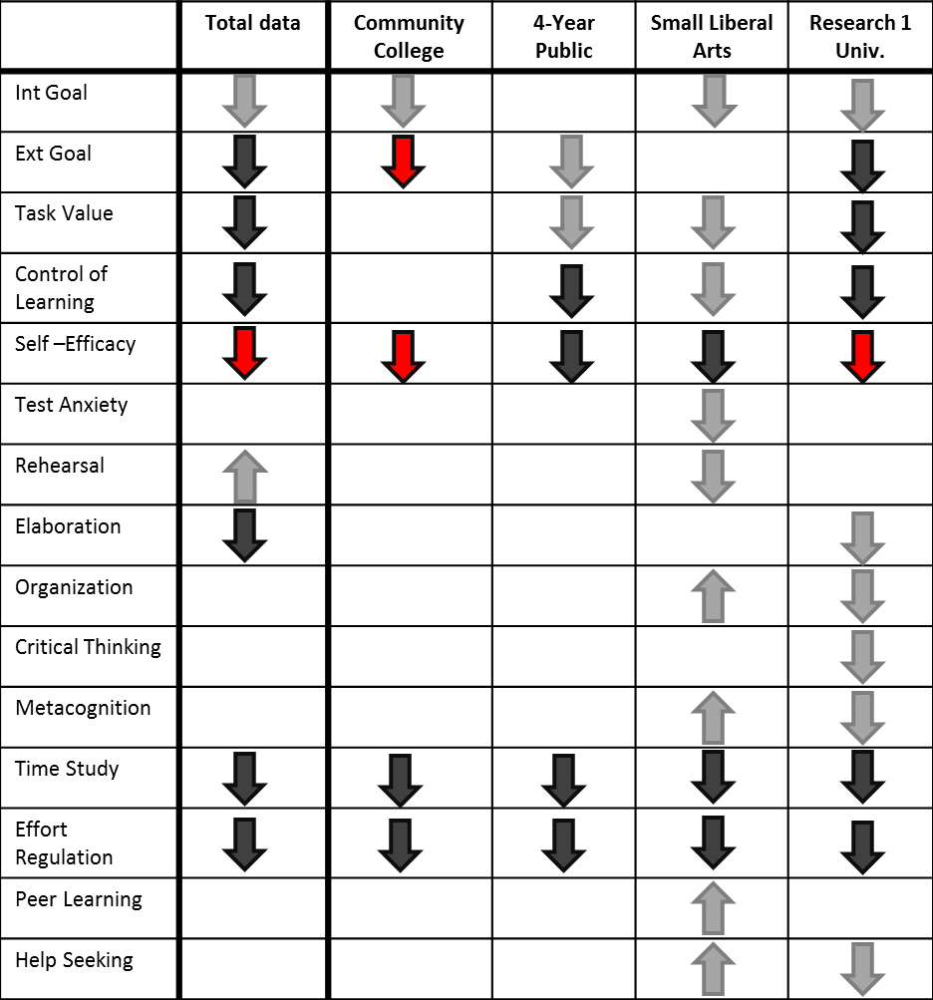 Total data
Community
College
4-Year
Public
Small Liberal
Arts
Research 1
Univ.
Int Goal
Ext Goal
Task Value
Control of
Learning
Self –Efficacy
Test Anxiety
Rehearsal
Elaboration
Organization
Critical Thinking
Metacognition
Time Study
Effort
Regulation
Peer Learning
Help Seeking